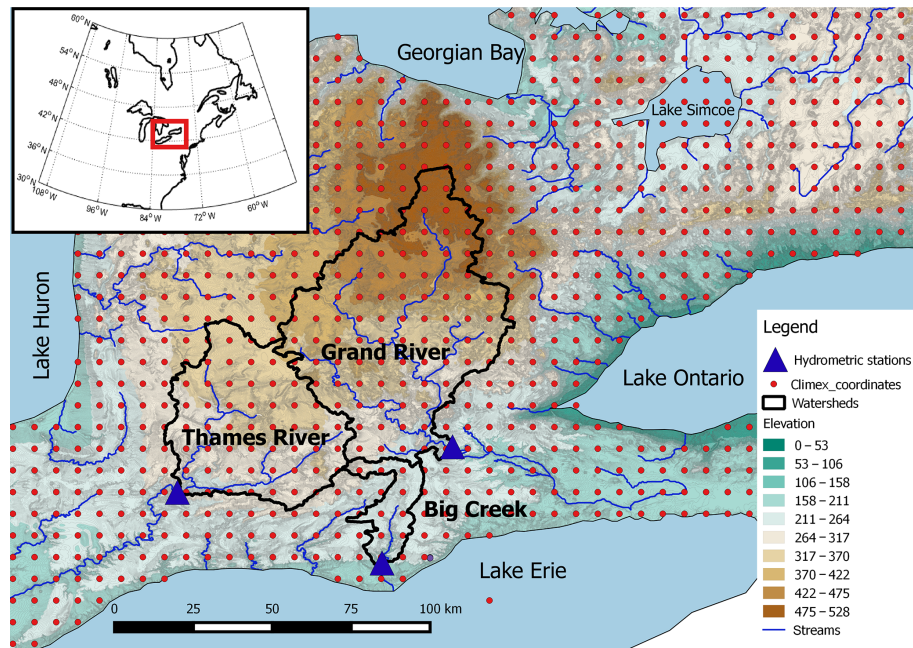 60°N
54°N
48°N
42°N
36°N
30°N
108°W
96°W
84°W
72°W
60°W
Georgian Bay
Lake Simcoe
Lake Huron
Grand River
Lake Ontario
Thames River
Big Creek
Lake Erie
0 25 50 75 100 km
Legend
Hydrometric stations
Climex_coordinates
Watersheds
Elevation
0 – 53
53 – 106
106 – 158
158 – 211
211 – 264
264 – 317
317 – 370
370 – 422
422 – 475
475 – 528
Streams